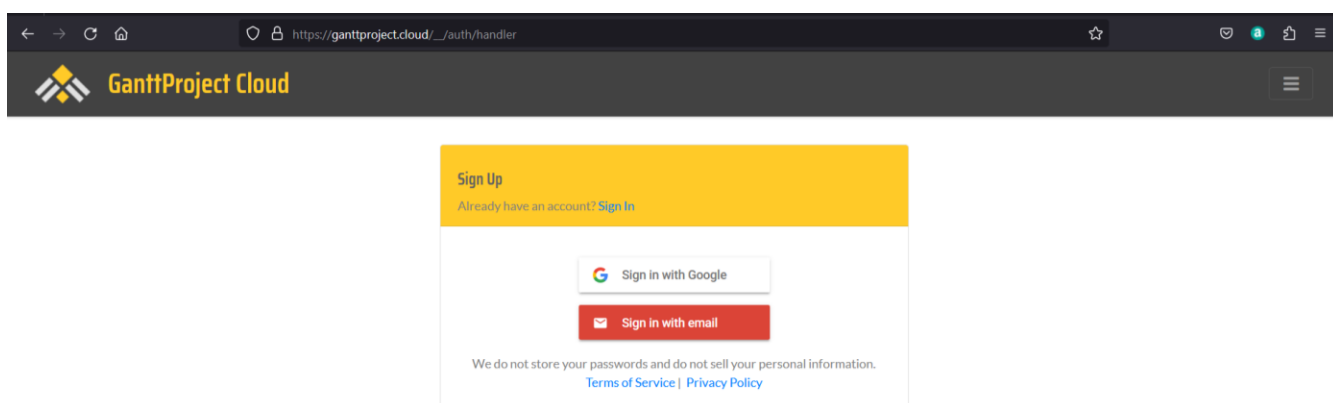 https://ganttproject.cloud/__/auth/handler
a
GanttProject Cloud
Sign Up
Already have an account? Sign In
G Sign in with Google
Sign in with email
We do not store your passwords and do not sell your personal information.
Terms of Service | Privacy Policy